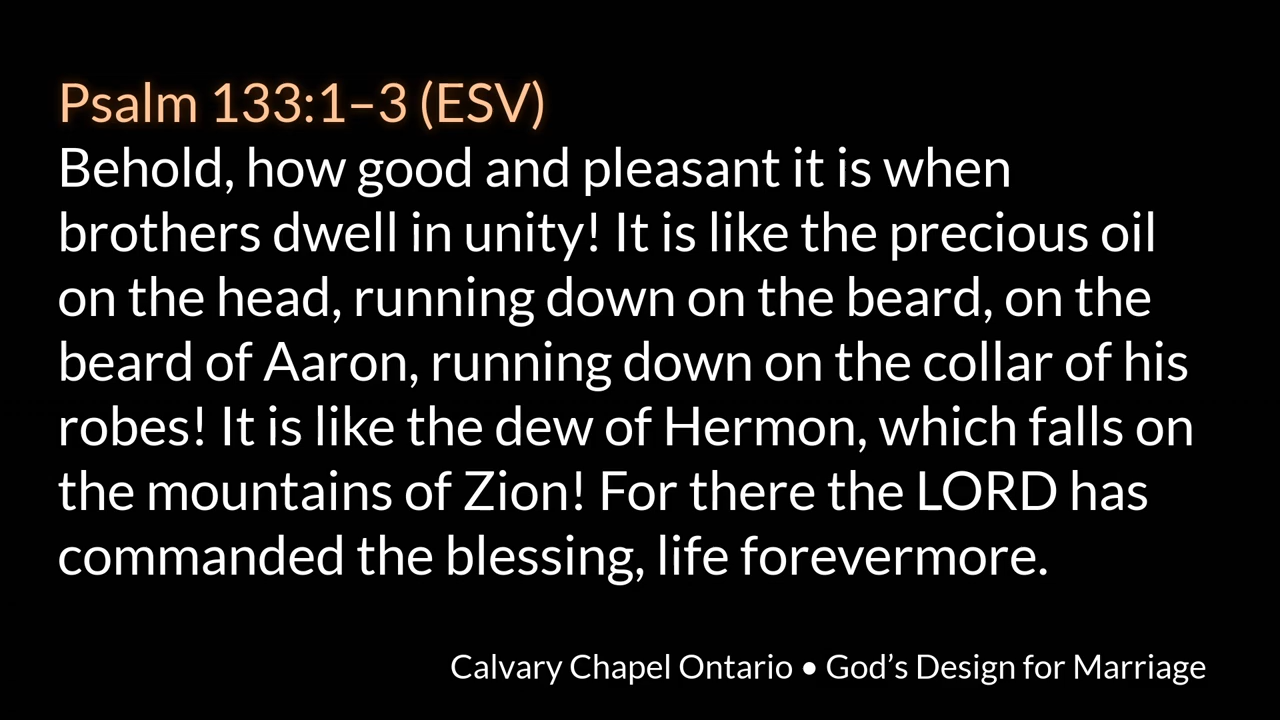 Psalm 133:1–3 (ESV)
Behold, how good and pleasant it is when
brothers dwell in unity! It is like the precious oil
on the head, running down on the beard, on the
beard of Aaron, running down on the collar of his
robes! It is like the dew of Hermon, which falls on
the mountains of Zion! For there the LORD has
commanded the blessing, life forevermore.
Calvary Chapel Ontario • God’s Design for Marriage